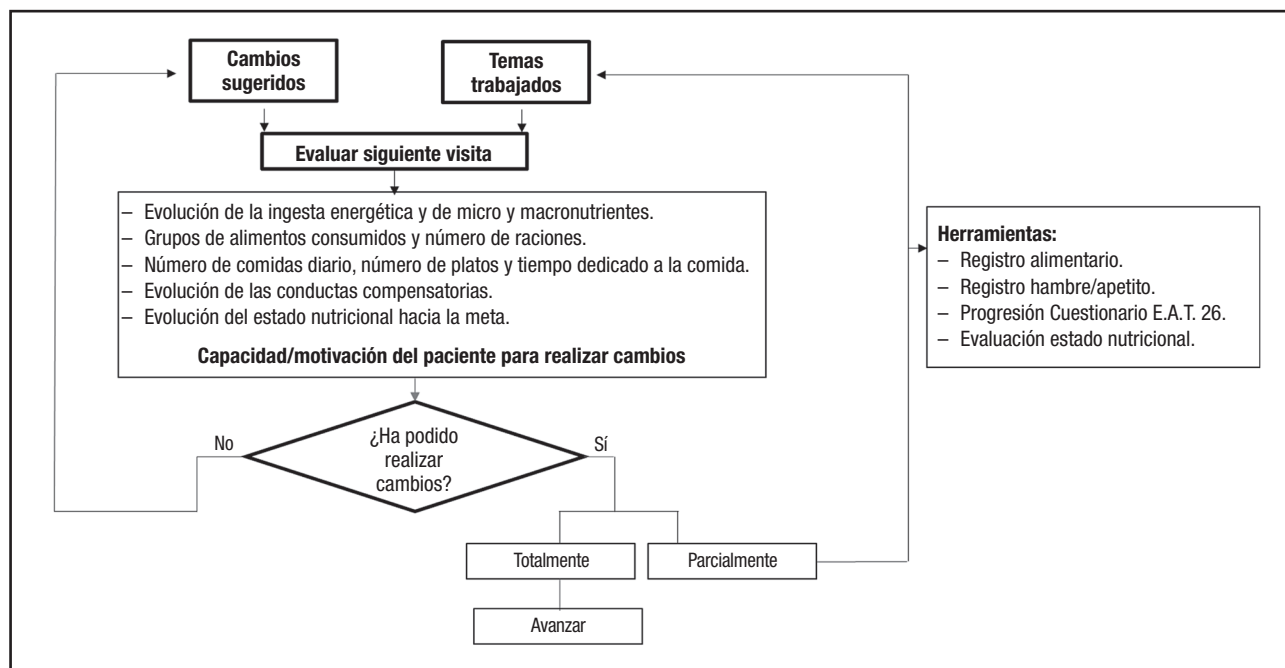 Cambios
sugeridos
Temas
trabajados
Evaluar siguiente visita
– Evolución de la ingesta energética y de micro y macronutrientes.
– Grupos de alimentos consumidos y número de raciones.
– Número de comidas diario, número de platos y tiempo dedicado a la comida.
– Evolución de las conductas compensatorias.
– Evolución del estado nutricional hacia la meta.
Capacidad/motivación del paciente para realizar cambios
Herramientas:
– Registro alimentario.
– Registro hambre/apetito.
– Progresión Cuestionario E.A.T. 26.
– Evaluación estado nutricional.
No
¿Ha podido
realizar
cambios?
Sí
Totalmente
Parcialmente
Avanzar